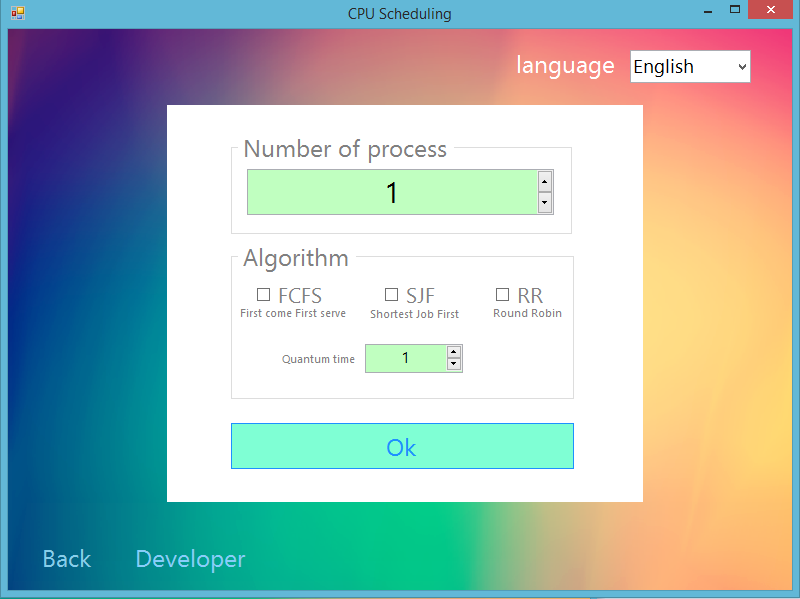 CPU Scheduling
language English
Number of process
1
Algorithm
FCFS SJF RR
First come First serve Shortest Job First Round Robin
Quantum time 1
Ok
Back Developer